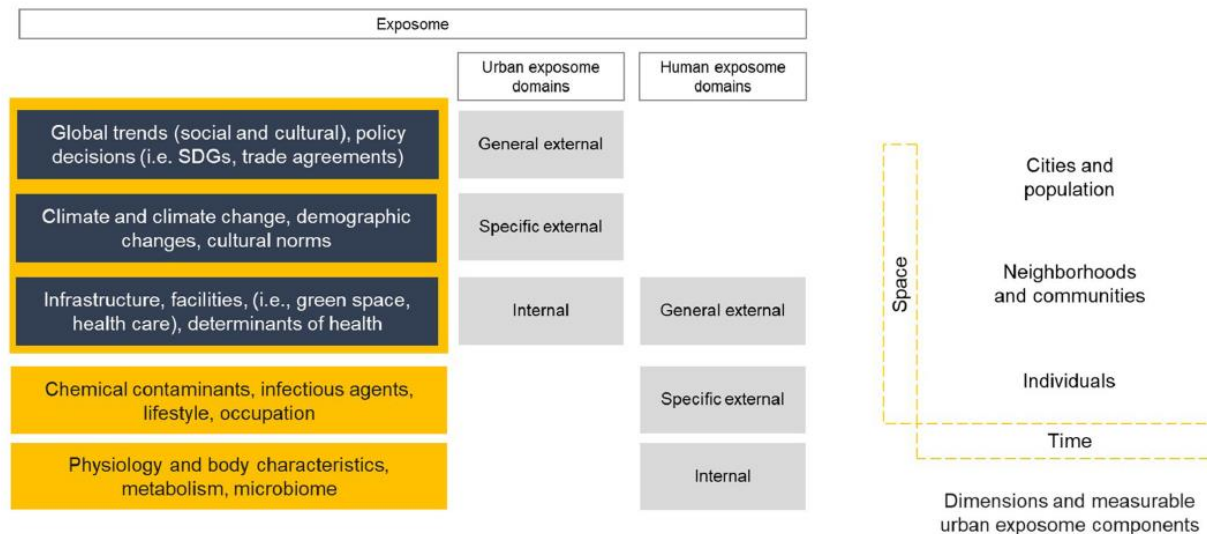 Exposome
Urban exposome
domains
Human exposome
domains
Global trends (social and cultural), policy
decisions (i.e. SDGs, trade agreements)
General external
Climate and climate change, demographic
changes, cultural norms
Specific external
Infrastructure, facilities, (i.e., green space,
health care), determinants of health
Internal
General external
Chemical contaminants, infectious agents,
lifestyle, occupation
Specific external
Physiology and body characteristics,
metabolism, microbiome
Internal
Space
Cities and
population
Neighborhoods
and communities
Individuals
Time
Dimensions and measurable
urban exposome components